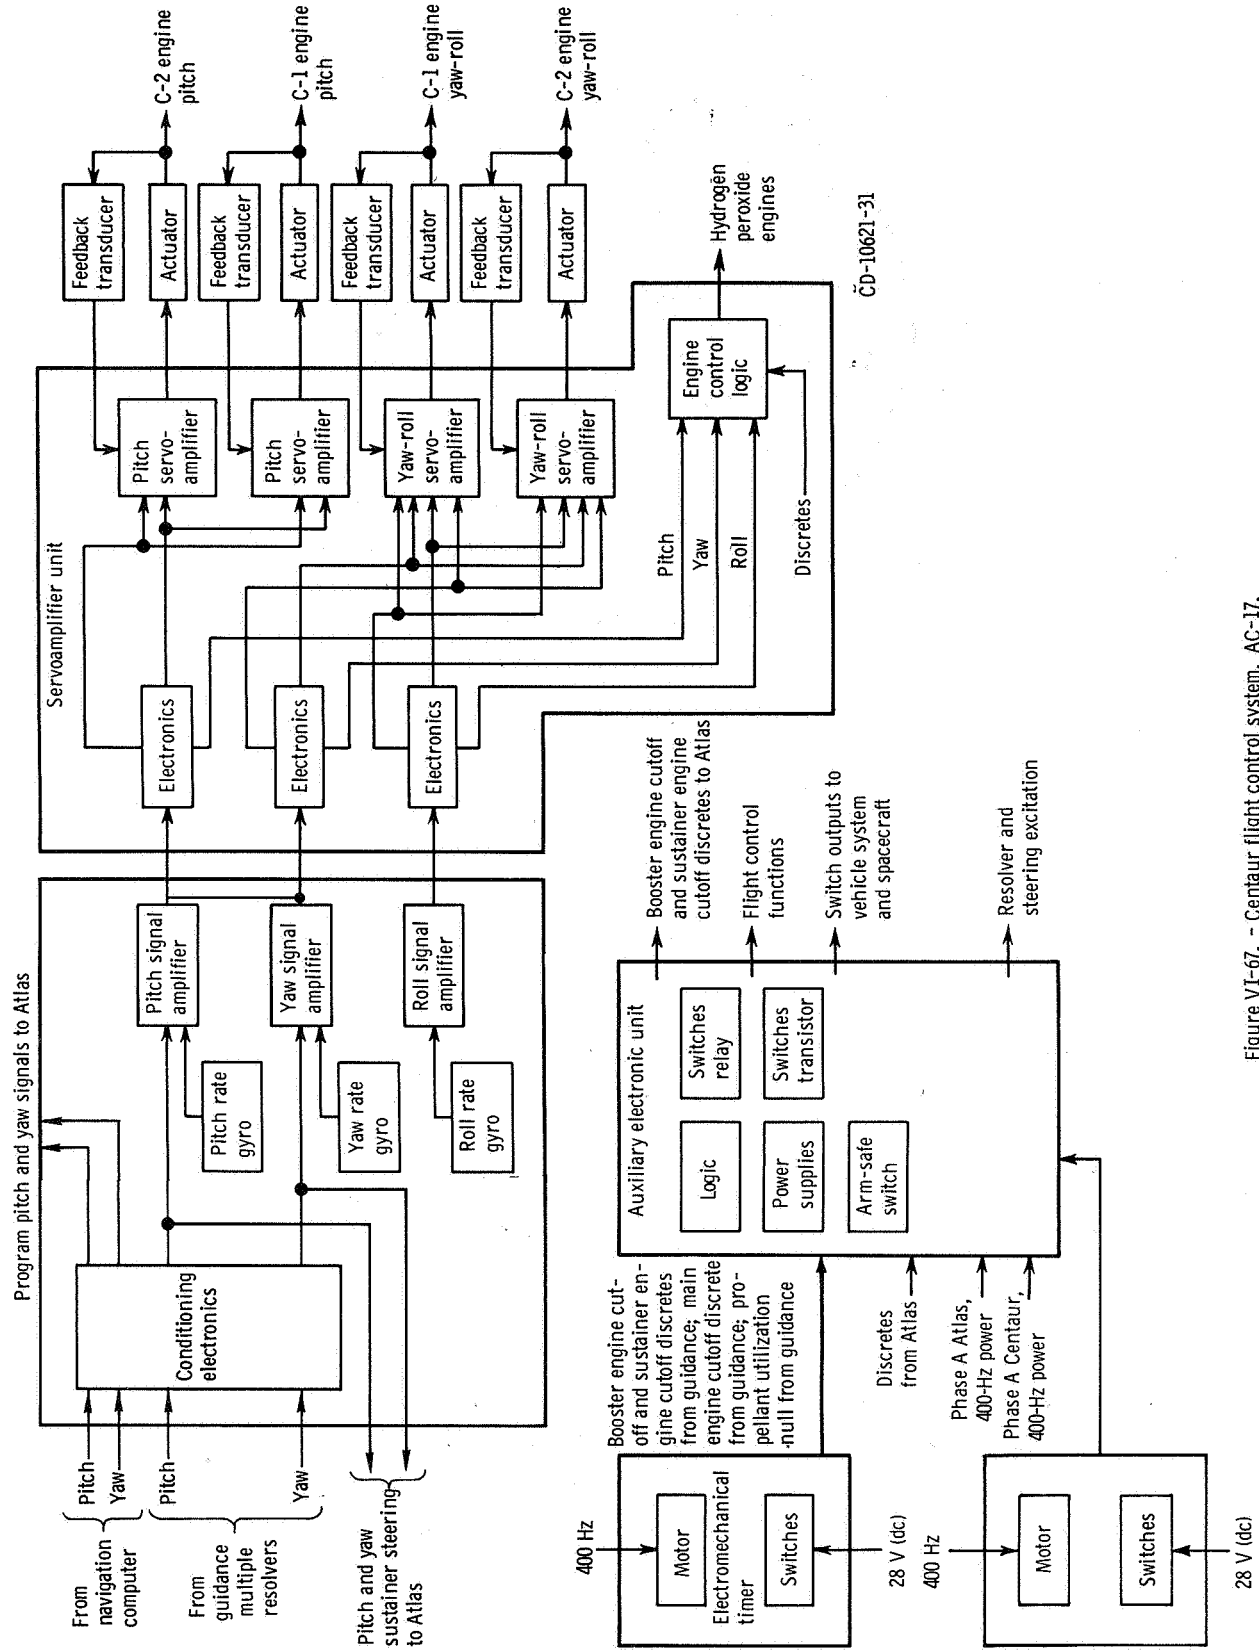 Program pitch and yaw signals to Atlas
From
navigation
computer
Pitch
Yaw
From
guidance
multiple
resolvers
Pitch
Yaw
Pitch and yaw
sustainer steering
to Atlas
Conditioning
electronics
Pitch rate
gyro
Yaw rate
gyro
Roll rate
gyro
Pitch signal
amplifier
Yaw signal
amplifier
Roll signal
amplifier
Servoamplifier unit
Electronics
Electronics
Electronics
Pitch
servo-
amplifier
Pitch
servo-
amplifier
Yaw-roll
servo-
amplifier
Yaw-roll
servo-
amplifier
Pitch
Yaw
Roll
Discretes
Engine
control
logic
Feedback
transducer
Actuator
Feedback
transducer
Actuator
Feedback
transducer
Actuator
Feedback
transducer
Actuator
C-2 engine
pitch
C-1 engine
pitch
C-1 engine
yaw-roll
C-2 engine
yaw-roll
Hydrogen
peroxide
engines
CD-10621-31
400 Hz
Motor
Electromechanical
timer
Switches
28 V (dc)
400 Hz
Motor
Switches
28 V (dc)
Booster engine cut-
off and sustainer en-
gine cutoff discretes
from guidance; main
engine cutoff discrete
from guidance; pro-
pellant utilization
null from guidance
Discretes
from Atlas
Phase A Atlas,
400-Hz power
Phase A Centaur,
400-Hz power
Auxiliary electronic unit
Logic
Switches
relay
Power
supplies
Switches
transistor
Arm-safe
switch
Booster engine cutoff
and sustainer engine
cutoff discretes to Atlas
Flight control
functions
Switch outputs to
vehicle system
and spacecraft
Resolver and
steering excitation
Figure VI-67. - Centaur flight control system, AC-17.